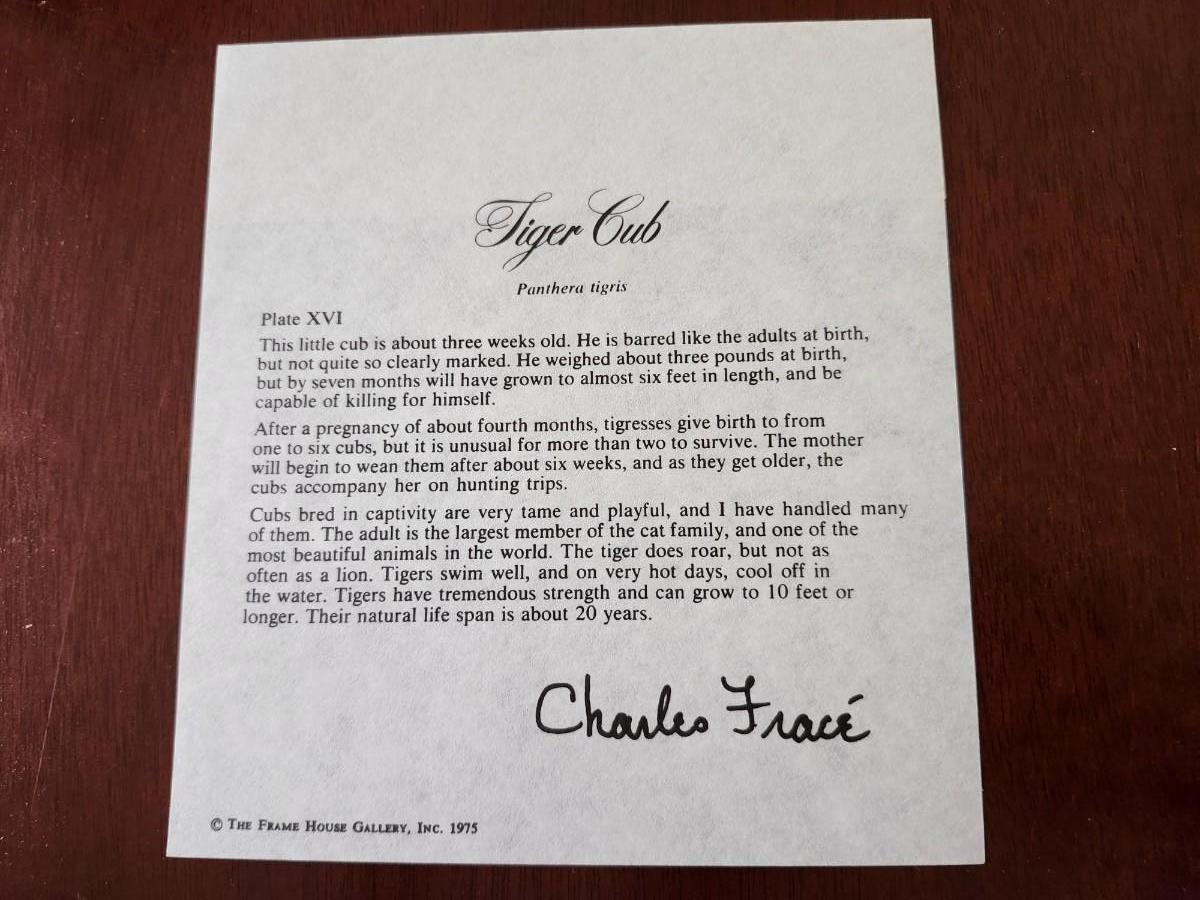 Tiger Cub
Panthera tigris
Plate XVI
This little cub is about three weeks old. He is barred like the adults at birth,
but not quite so clearly marked. He weighed about three pounds at birth,
but by seven months will have grown to almost six feet in length, and be
capable of killing for himself.
After a pregnancy of about fourth months, tigresses give birth to from
one to six cubs, but it is unusual for more than two to survive. The mother
will begin to wean them after about six weeks, and as they get older, the
cubs accompany her on hunting trips.
Cubs bred in captivity are very tame and playful, and I have handled many
of them. The adult is the largest member of the cat family, and one of the
most beautiful animals in the world. The tiger does roar, but not as
often as a lion. Tigers swim well, and on very hot days, cool off in
the water. Tigers have tremendous strength and can grow to 10 feet or
longer. Their natural life span is about 20 years.
Charles Fracé
© THE FRAME HOUSE GALLERY, INC. 1975